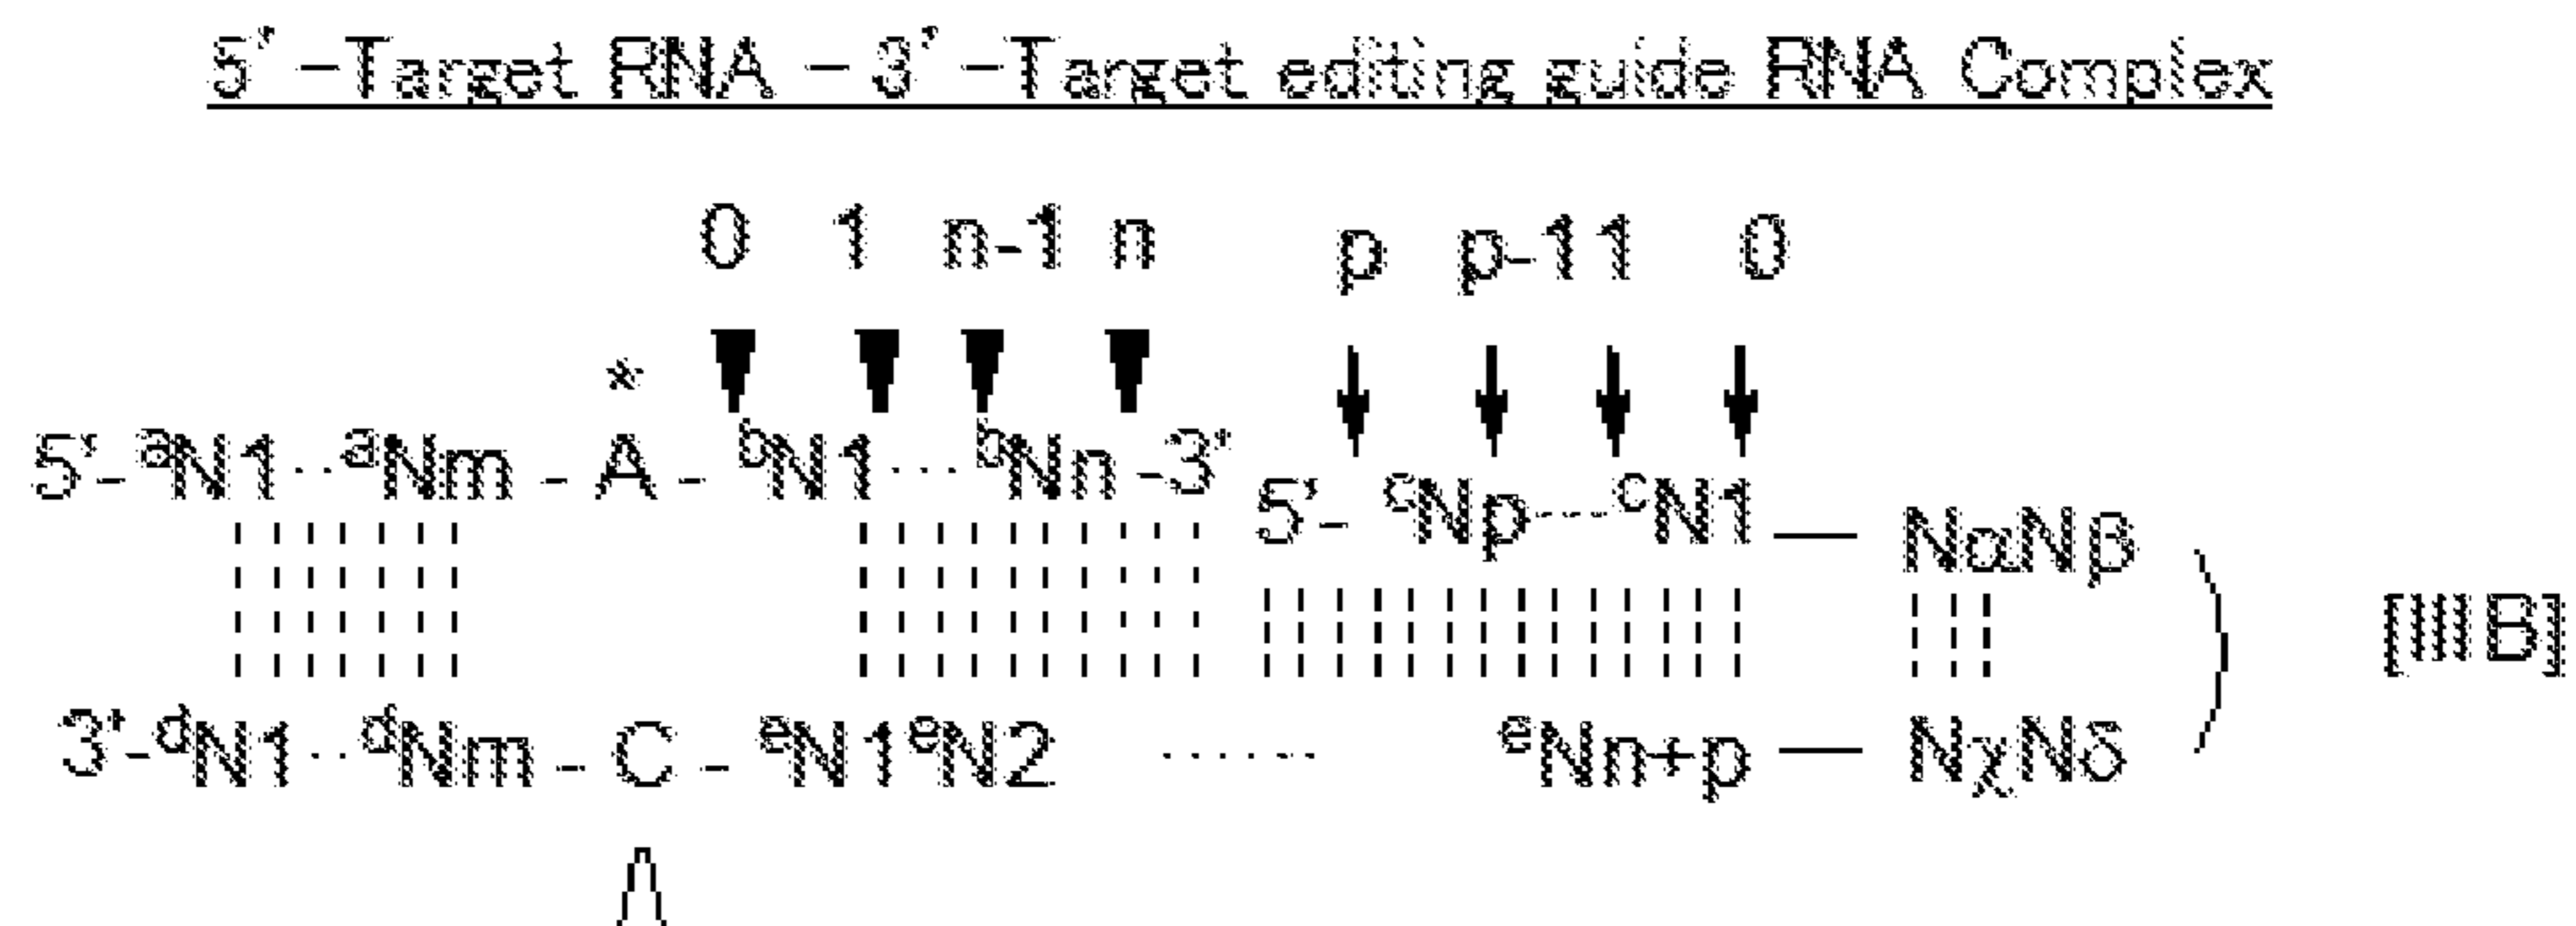 5'-Target RNA-3'-Target editing guide RNA Complex
0 1 n-1 n p p-1 1 0
*
5'-ᵃN1··ᵃNm - A - ᵇN1···ᵇNn -3' 5'- ᶜNp----ᶜN1 — NαNβ
[IIIB]
3'-ᵈN1··ᵈNm - C - ᵉN1ᵉN2 ······ ᵉNn+p — NχNδ